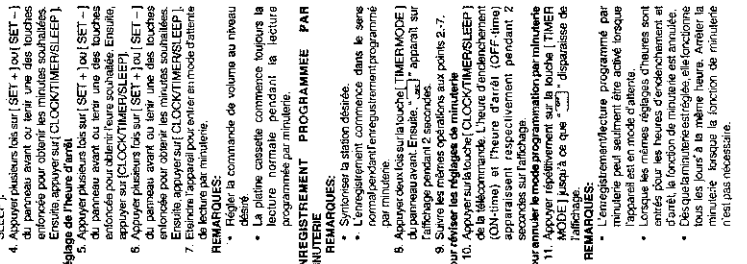 SLEEP].
4. Appuyer plusieurs fois sur [ SET + ] ou [ SET – ]
du panneau avant ou tenir une des touches
enfoncée pour obtenir les minutes souhaitées.
Ensuite, appuyer sur [ CLOCK/TIMER/SLEEP ].
églage de l'heure d'arrêt
5. Appuyer plusieurs fois sur [ SET + ] ou [ SET – ]
du panneau avant ou tenir une des touches
enfoncée pour obtenir l'heure souhaitée. Ensuite,
appuyer sur [CLOCK/TIMER/SLEEP].
6. Appuyer plusieurs fois sur [ SET + ] ou [ SET – ]
du panneau avant ou tenir une des touches
enfoncée pour obtenir les minutes souhaitées.
Ensuite, appuyer sur [ CLOCK/TIMER/SLEEP ].
7. Eteindre l'appareil pour entrer en mode d'attente
de lecture par minuterie.
REMARQUES:
• Régler la commande de volume au niveau
désiré.
• La platine cassette commence toujours la
lecture normale pendant la lecture
programmée par minuterie.
NREGISTREMENT PROGRAMMEE PAR
INUTERIE
REMARQUES:
• Syntoniser la station désirée.
• L'enregistrement commence dans le sens
normal pendant l'enregistrement programmé
par minuterie.
8. Appuyer deux fois sur la touche [ TIMER MODE ]
du panneau avant. Ensuite, " " apparaît sur
l'affichage pendant 2 secondes.
9. Suivre les mêmes opérations aux points 2.-7.
our réviser les réglages de minuterie
10. Appuyer sur la touche [ CLOCK/TIMER/SLEEP ]
de la télécommande. L'heure d'endenchement
(ON-time) et l'heure d'arrêt (OFF-time)
apparaissent respectivement pendant 2
secondes sur l'affichage.
our annuler le mode programmation par minuterie
11. Appuyer répétitivement sur la touche [ TIMER
MODE ] jusqu'à ce que " " disparaisse de
l'affichage.
REMARQUES:
• L'enregistrement/lecture programmé par
minuterie peut seulment être activé lorsque
l'appareil est en mode d'attente.
Lorsque les mêmes réglages d'heures sont
entrés pour les heures d'endenchement et
d'arrêt, la fonction de minuterie est annulée.
• Dès que la minuterie est réglée, elle fonctionne
tous les jours à la même heure. Arrêter la
minuterie lorsque la fonction de minuterie
n'est pas nécessaire.